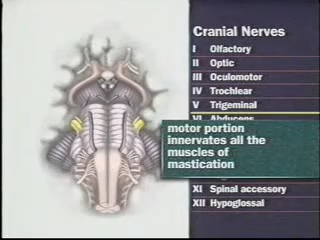 Cranial Nerves
I Olfactory
II Optic
III Oculomotor
IV Trochlear
V Trigeminal
VI Abducens
motor portion
innervates all the
muscles of
mastication
XI Spinal accessory
XII Hypoglossal